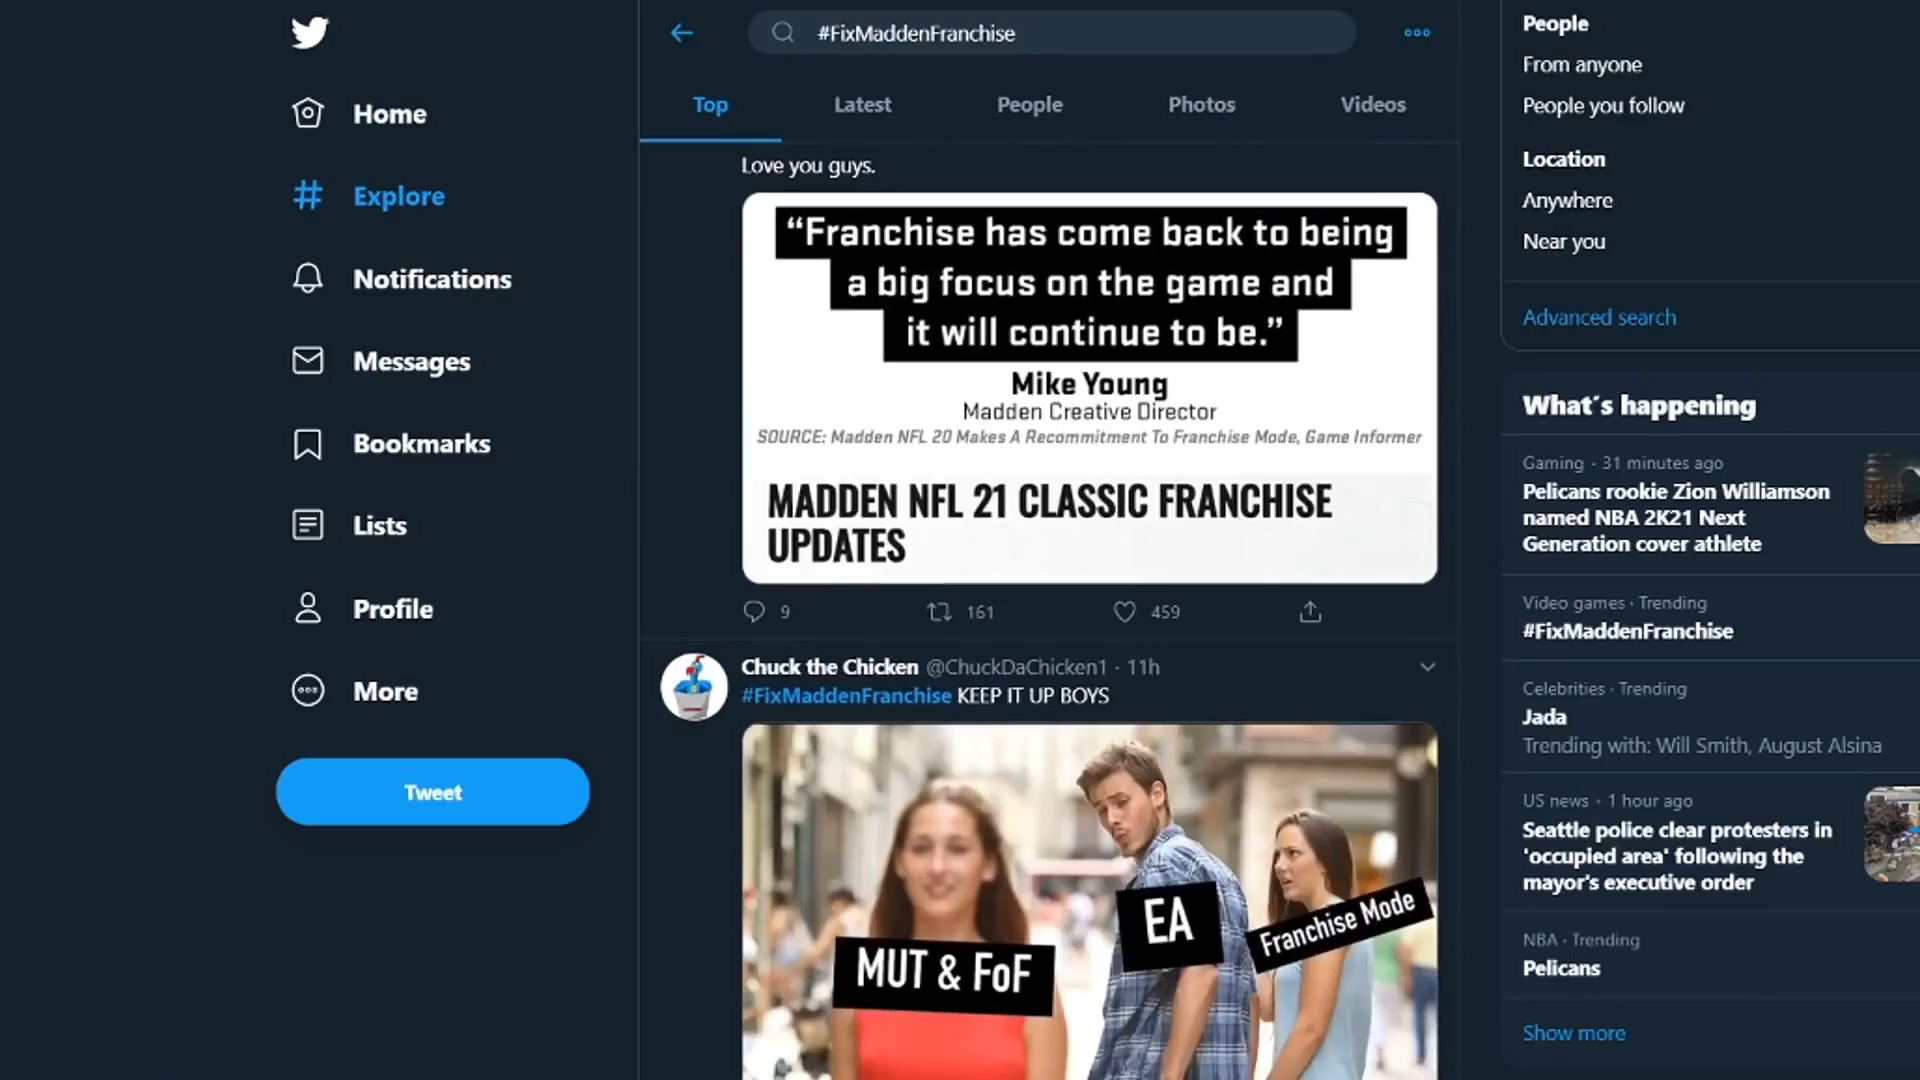 Home
Explore
Notifications
Messages
Bookmarks
Lists
Profile
More
Tweet
#FixMaddenFranchise
Top
Latest
People
Photos
Videos
Love you guys.
“Franchise has come back to being
a big focus on the game and
it will continue to be.”
Mike Young
Madden Creative Director
SOURCE: Madden NFL 20 Makes A Recommitment To Franchise Mode, Game Informer
MADDEN NFL 21 CLASSIC FRANCHISE
UPDATES
9
161
459
Chuck the Chicken @ChuckDaChicken1 · 11h
#FixMaddenFranchise KEEP IT UP BOYS
MUT & FoF
EA
Franchise Mode
People
From anyone
People you follow
Location
Anywhere
Near you
Advanced search
What's happening
Gaming · 31 minutes ago
Pelicans rookie Zion Williamson
named NBA 2K21 Next
Generation cover athlete
Video games · Trending
#FixMaddenFranchise
Celebrities · Trending
Jada
Trending with: Will Smith, August Alsina
US news · 1 hour ago
Seattle police clear protesters in
'occupied area' following the
mayor's executive order
NBA · Trending
Pelicans
Show more